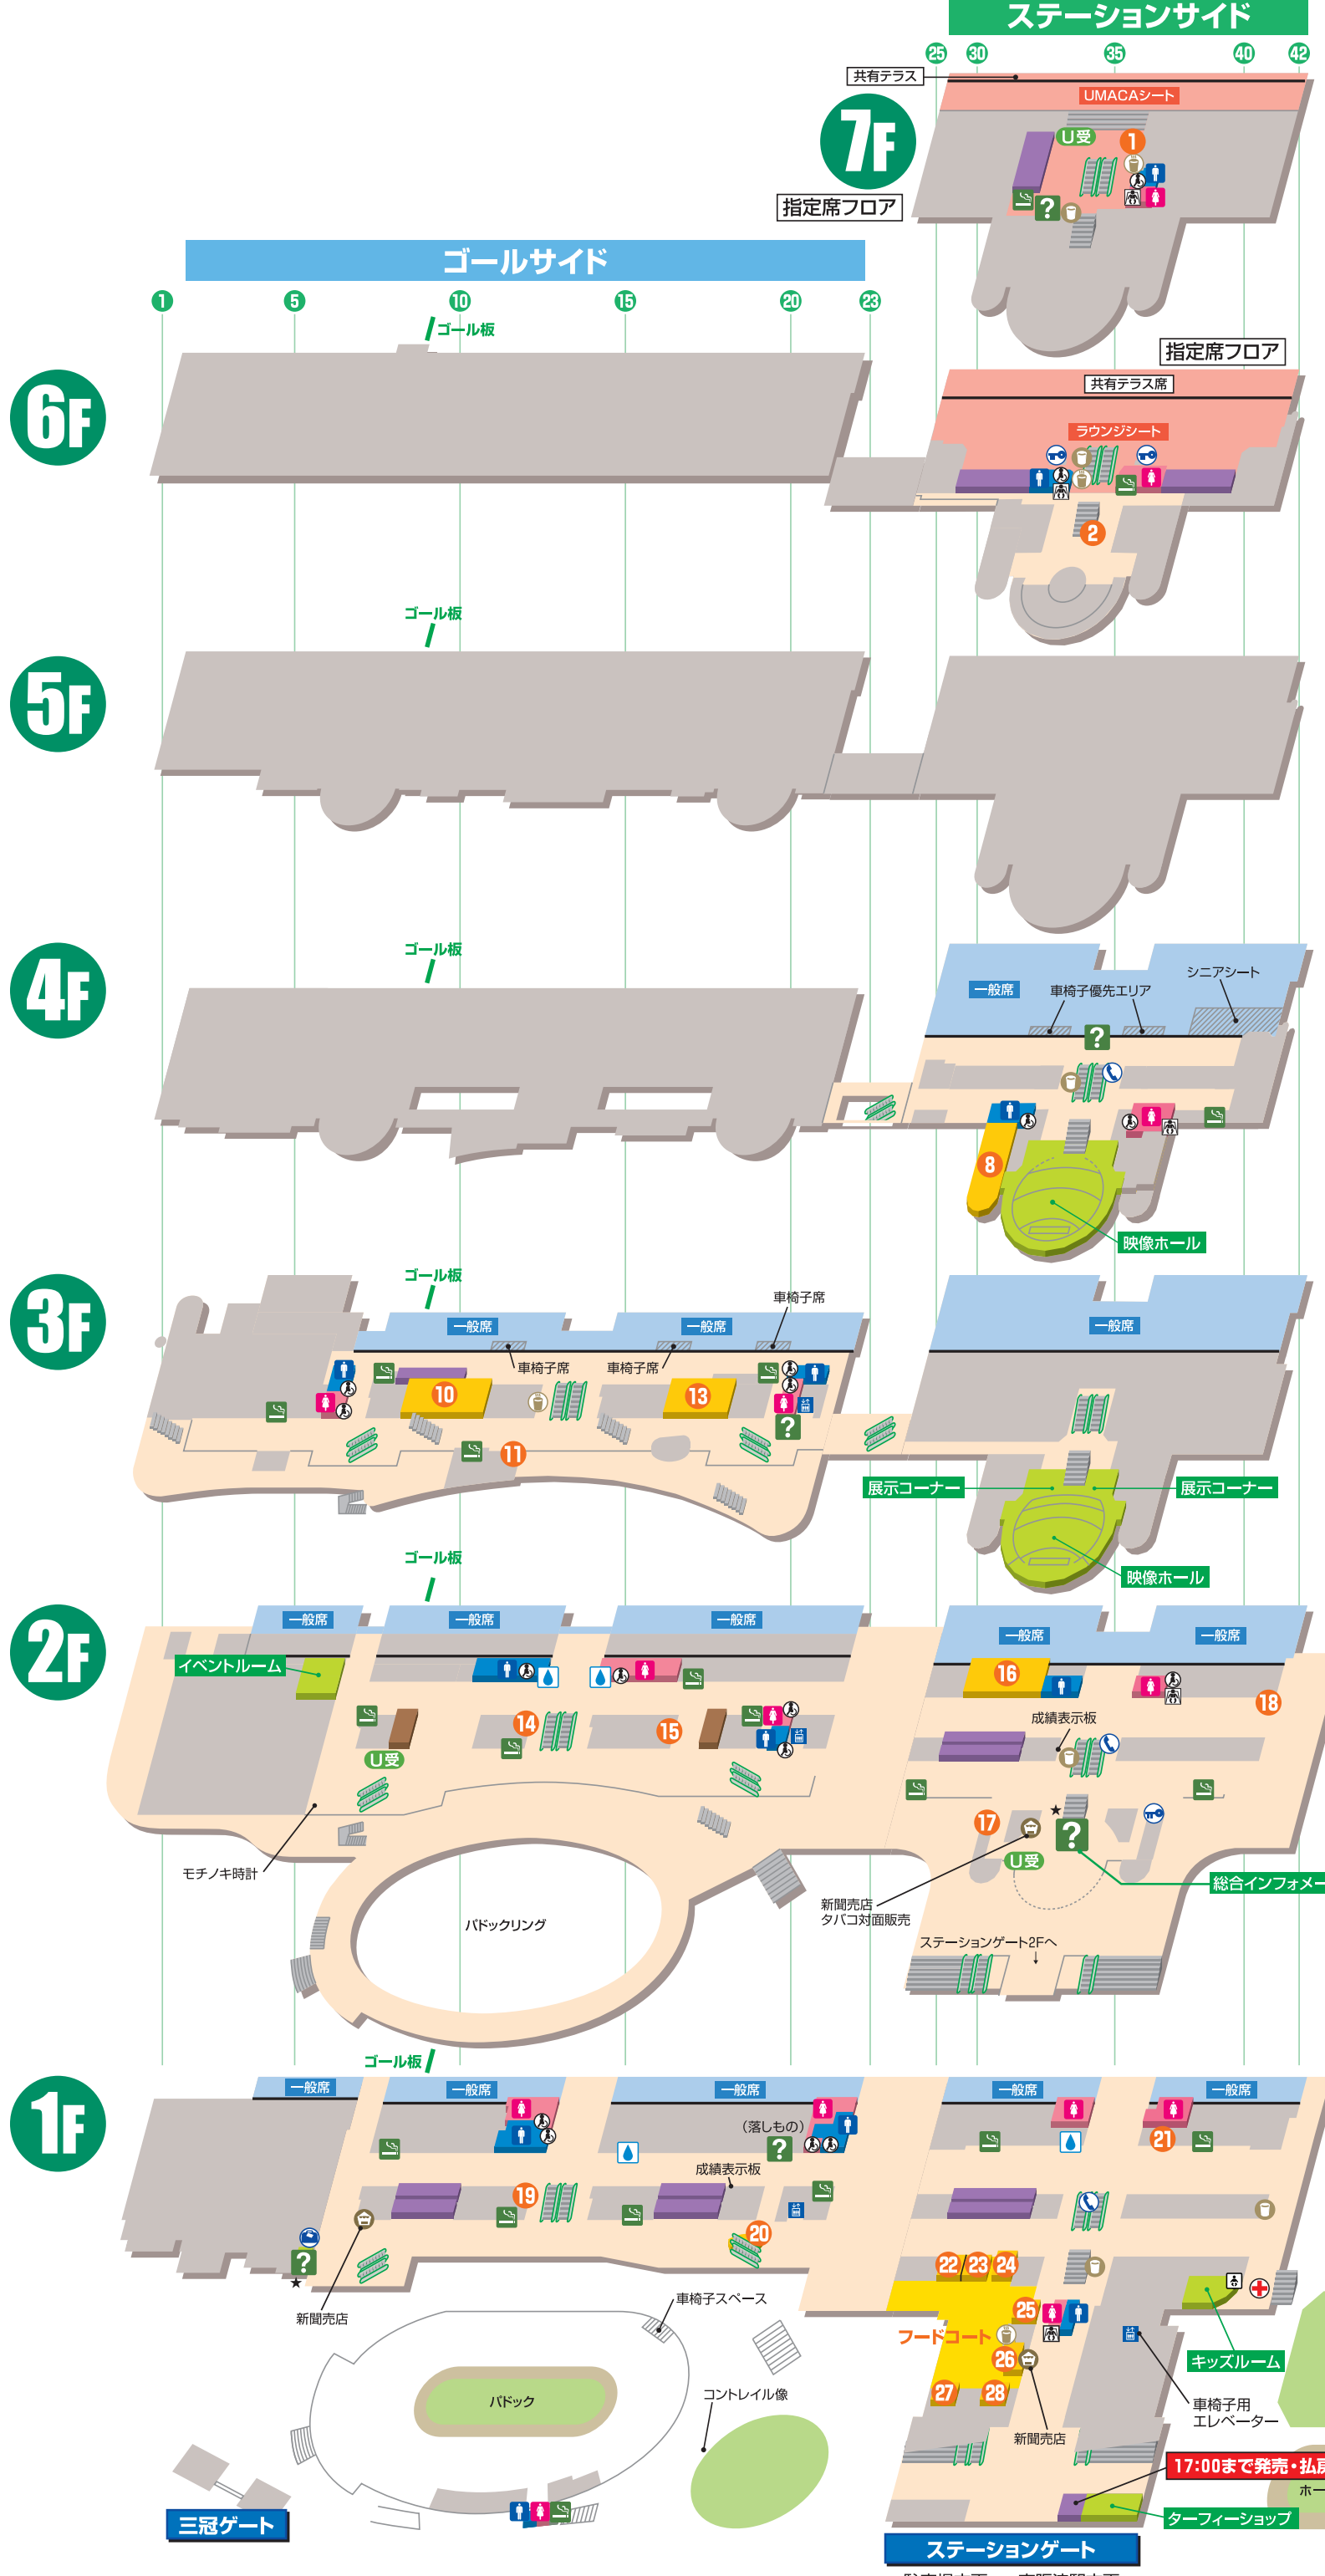 ステーションサイド
25 30 35 40 42
共有テラス
UMACAシート
7F
U受
1
?
指定席フロア
ゴールサイド
1 5 10 15 20 23
ゴール板
指定席フロア
6F
共有テラス席
ラウンジシート
2
ゴール板
5F
ゴール板
4F
一般席
車椅子優先エリア
シニアシート
?
8
映像ホール
ゴール板
3F
車椅子席
一般席
一般席
一般席
車椅子席
車椅子席
10
13
?
11
展示コーナー
展示コーナー
映像ホール
ゴール板
2F
一般席
一般席
一般席
一般席
一般席
イベントルーム
16
18
14
15
成績表示板
U受
★
17
?
U受
モチノキ時計
総合インフォメー
新聞売店
タバコ対面販売
パドックリング
ステーションゲート2Fへ
↓
ゴール板
1F
一般席
一般席
一般席
一般席
一般席
(落しもの)
?
21
成績表示板
19
20
?
★
22 23 24
新聞売店
車椅子スペース
25
フードコート
26
キッズルーム
27
28
パドック
コントレイル像
車椅子用
エレベーター
新聞売店
17:00まで発売・払戻
ホー
三冠ゲート
ターフィーショップ
ステーションゲート